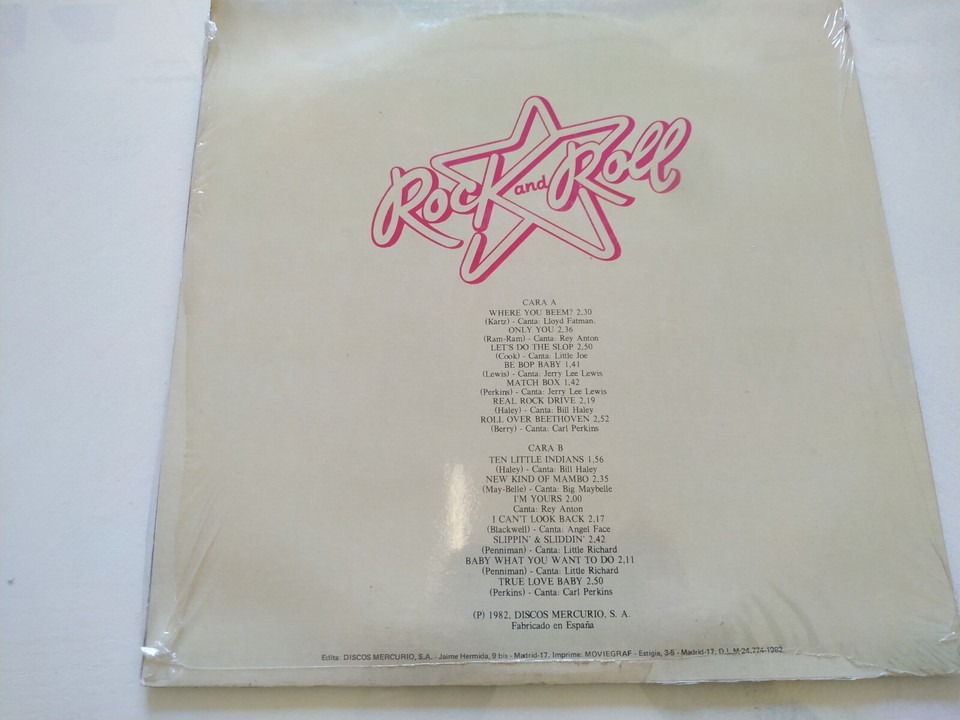 Rock and Roll
CARA A
WHERE YOU BEEM? 2,30
(Kartz) - Canta: Lloyd Fatman.
ONLY YOU 2,36
(Ram-Ram) - Canta: Rey Anton
LET'S DO THE SLOP 2,50
(Cook) - Canta: Little Joe
BE BOP BABY 1,41
(Lewis) - Canta: Jerry Lee Lewis
MATCH BOX 1,42
(Perkins) - Canta: Jerry Lee Lewis
REAL ROCK DRIVE 2,19
(Haley) - Canta: Bill Haley
ROLL OVER BEETHOVEN 2,52
(Berry) - Canta: Carl Perkins
CARA B
TEN LITTLE INDIANS 1,56
(Haley) - Canta: Bill Haley
NEW KIND OF MAMBO 2,35
(May-Belle) - Canta: Big Maybelle
I'M YOURS 2,00
Canta: Rey Anton
I CAN'T LOOK BACK 2,17
(Blackwell) - Canta: Angel Face
SLIPPIN' & SLIDDIN' 2,42
(Penniman) - Canta: Little Richard
BABY WHAT YOU WANT TO DO 2,11
(Penniman) - Canta: Little Richard
TRUE LOVE BABY 2,50
(Perkins) - Canta: Carl Perkins
(P) 1982, DISCOS MERCURIO, S. A.
Fabricado en España
Edita: DISCOS MERCURIO, S.A. - Jaime Hermida, 9 bis - Madrid-17. Imprime: MOVIEGRAF - Estigia, 3-5 - Madrid-17. D.L.M-24.774-1982